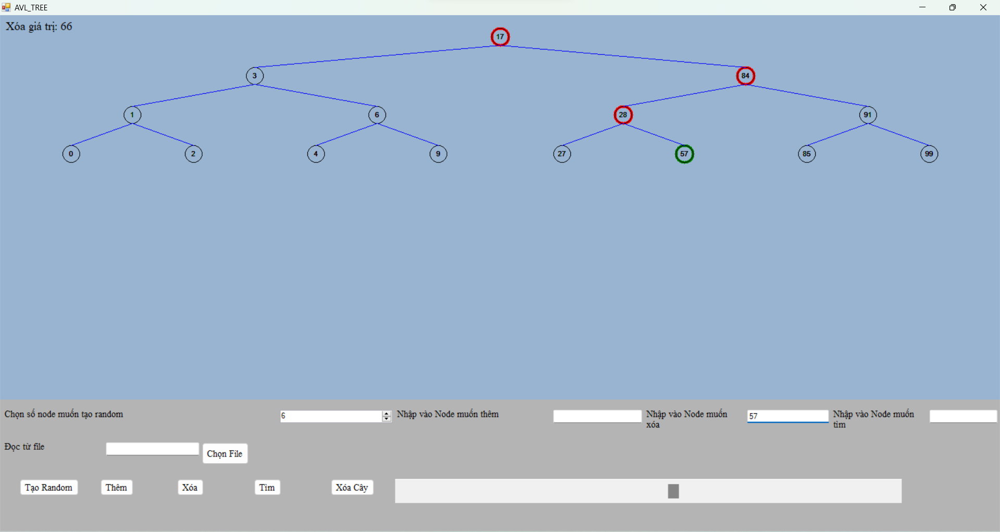 AVL_TREE
Xóa giá trị: 66
17
3
84
1
6
28
91
0
2
4
9
27
57
85
99
Chọn số node muốn tạo random
6
Nhập vào Node muốn thêm
Nhập vào Node muốn
xóa
57
Nhập vào Node muốn
tìm
Đọc từ file
Chọn File
Tạo Random
Thêm
Xóa
Tìm
Xóa Cây